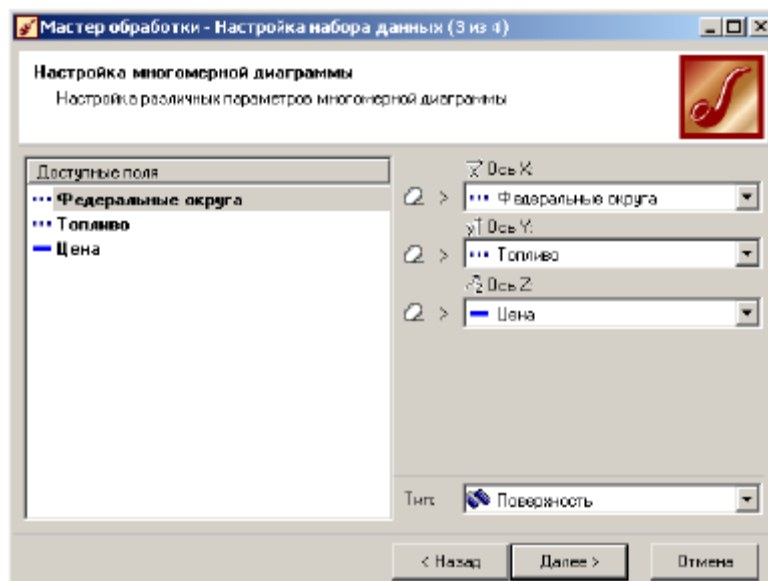 Мастер обработки - Настройка набора данных (3 из 4)
Настройка многомерной диаграммы
Настройка различных параметров многомерной диаграммы
Доступные поля
Федеральные округа
Топливо
Цена
Ось X:
Федеральные округа
Ось Y:
Топливо
Ось Z:
Цена
Тип:
Поверхность
< Назад
Далее >
Отмена